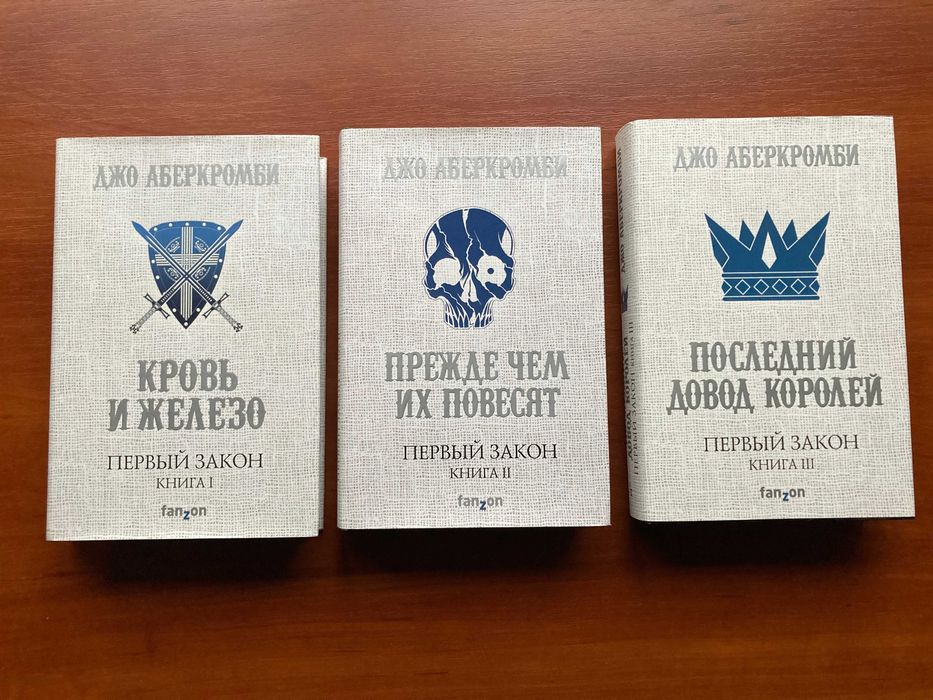 ДЖО АБЕРКРОМБИ
КРОВЬ
И ЖЕЛЕЗО
ПЕРВЫЙ ЗАКОН
КНИГА I
fanzon
ДЖО АБЕРКРОМБИ
ПРЕЖДЕ ЧЕМ
ИХ ПОВЕСЯТ
ПЕРВЫЙ ЗАКОН
КНИГА II
fanzon
ДЖО АБЕРКРОМБИ
ПОСЛЕДНИЙ
ДОВОД КОРОЛЕЙ
ПЕРВЫЙ ЗАКОН
КНИГА III
fanzon